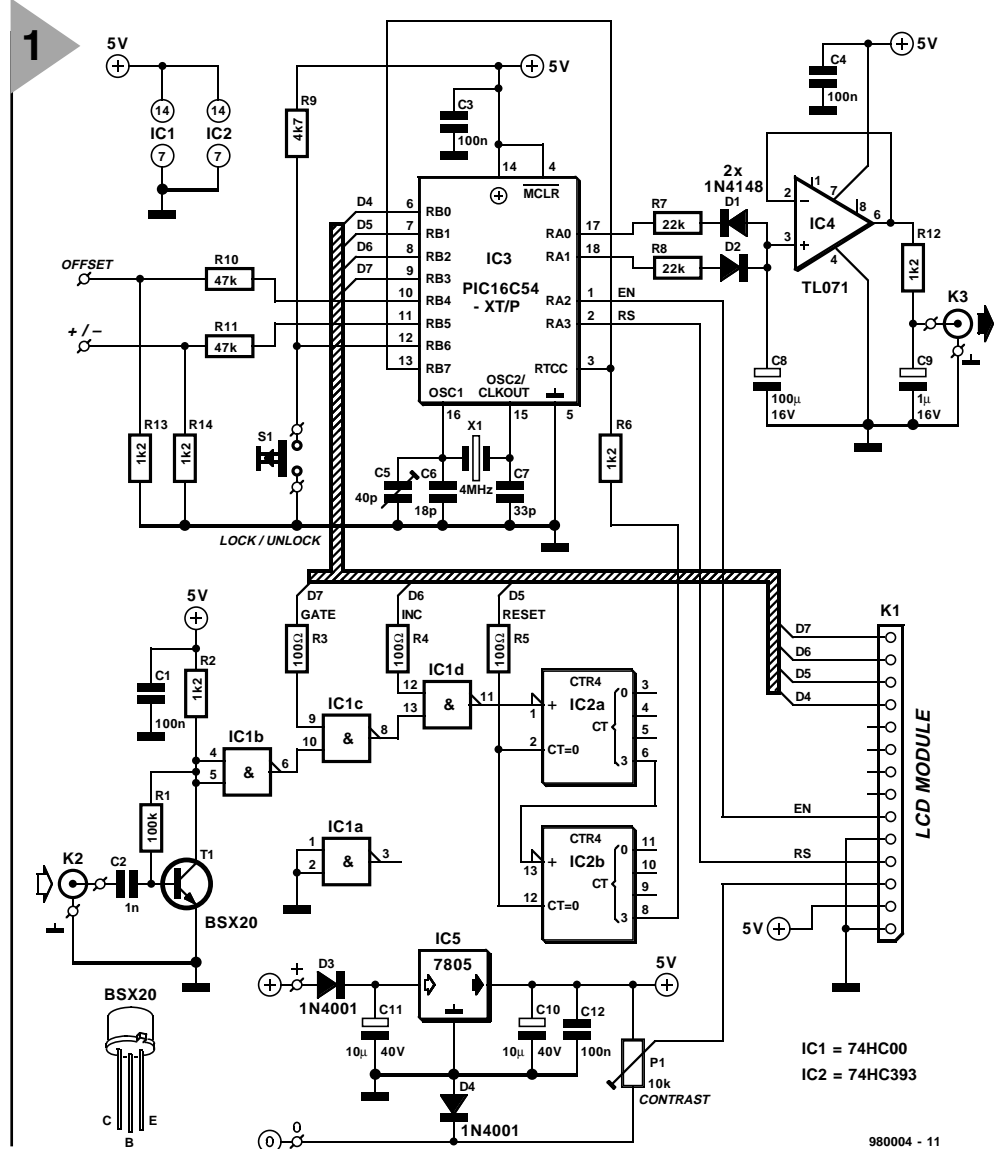 1
5V
14
14
IC1
IC2
7
7
R9
4k7
5V
C3
100n
14
4
MCLR
D4
6
RB0
D5
7
RB1
D6
8
RB2
D7
9
RB3
10
RB4
11
RB5
12
RB6
13
RB7
IC3
PIC16C54
- XT/P
RA0
17
RA1
18
RA2
1
EN
RA3
2
RS
RTCC
3
OSC1
OSC2/
CLKOUT
16
15
5
OFFSET
+ / –
R10
47k
R11
47k
R13
1k2
R14
1k2
S1
LOCK / UNLOCK
X1
4MHz
C5
40p
C6
18p
C7
33p
R6
1k2
R7
22k
R8
22k
2x
1N4148
D1
D2
C4
100n
5V
2
–
3
+
1
7
8
6
4
IC4
TL071
R12
1k2
K3
C8
100μ
16V
C9
1μ
16V
D7
GATE
D6
INC
D5
RESET
R3
100Ω
R4
100Ω
R5
100Ω
5V
C1
100n
R2
1k2
R1
100k
K2
C2
1n
T1
BSX20
IC1b
4
5
&
6
IC1c
9
10
&
8
IC1d
12
13
&
11
IC1a
1
2
&
3
CTR4
IC2a
CT
+
1
2
CT=0
0
3
3
4
5
6
CTR4
IC2b
CT
+
13
12
CT=0
0
3
11
10
9
8
K1
D7
D6
D5
D4
EN
RS
5V
LCD MODULE
+
D3
1N4001
C11
10μ
40V
IC5
7805
D4
1N4001
C10
10μ
40V
C12
100n
5V
P1
10k
CONTRAST
0
0
BSX20
C
B
E
IC1 = 74HC00
IC2 = 74HC393
980004 - 11